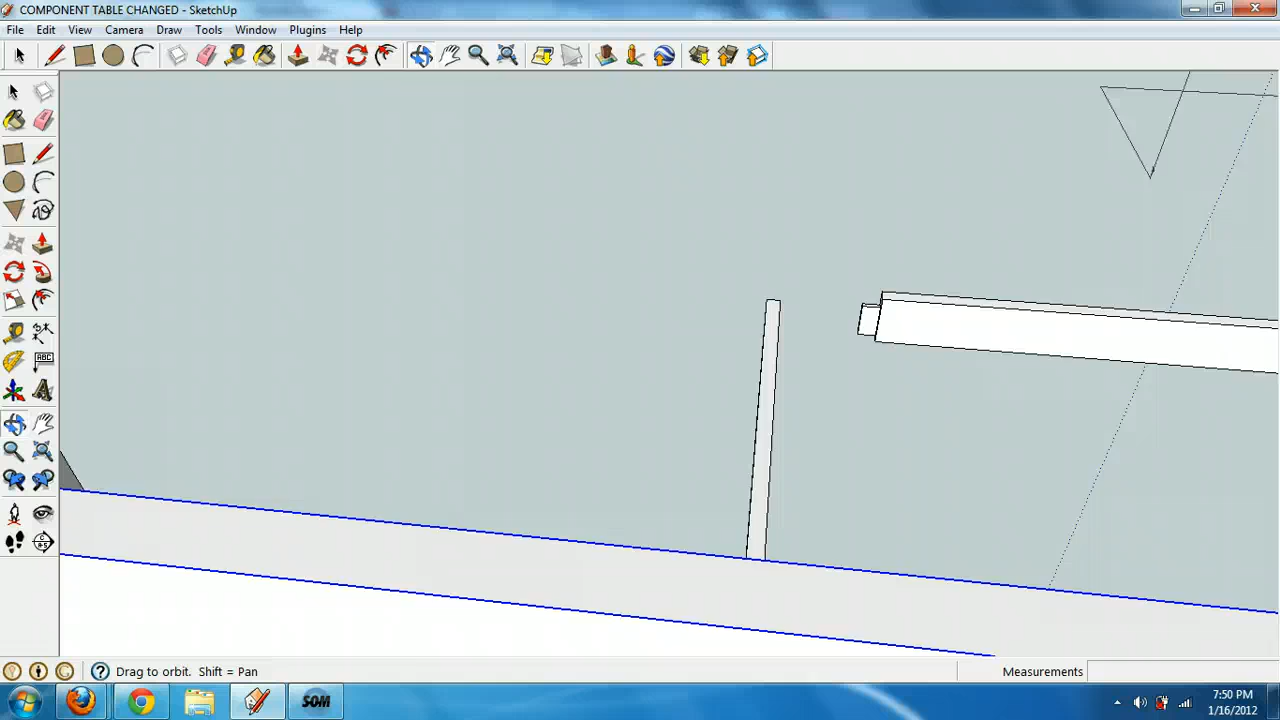 COMPONENT TABLE CHANGED - SketchUp
File Edit View Camera Draw Tools Window Plugins Help
ABC
A
Drag to orbit. Shift = Pan
Measurements
SOM
7:50 PM
1/16/2012